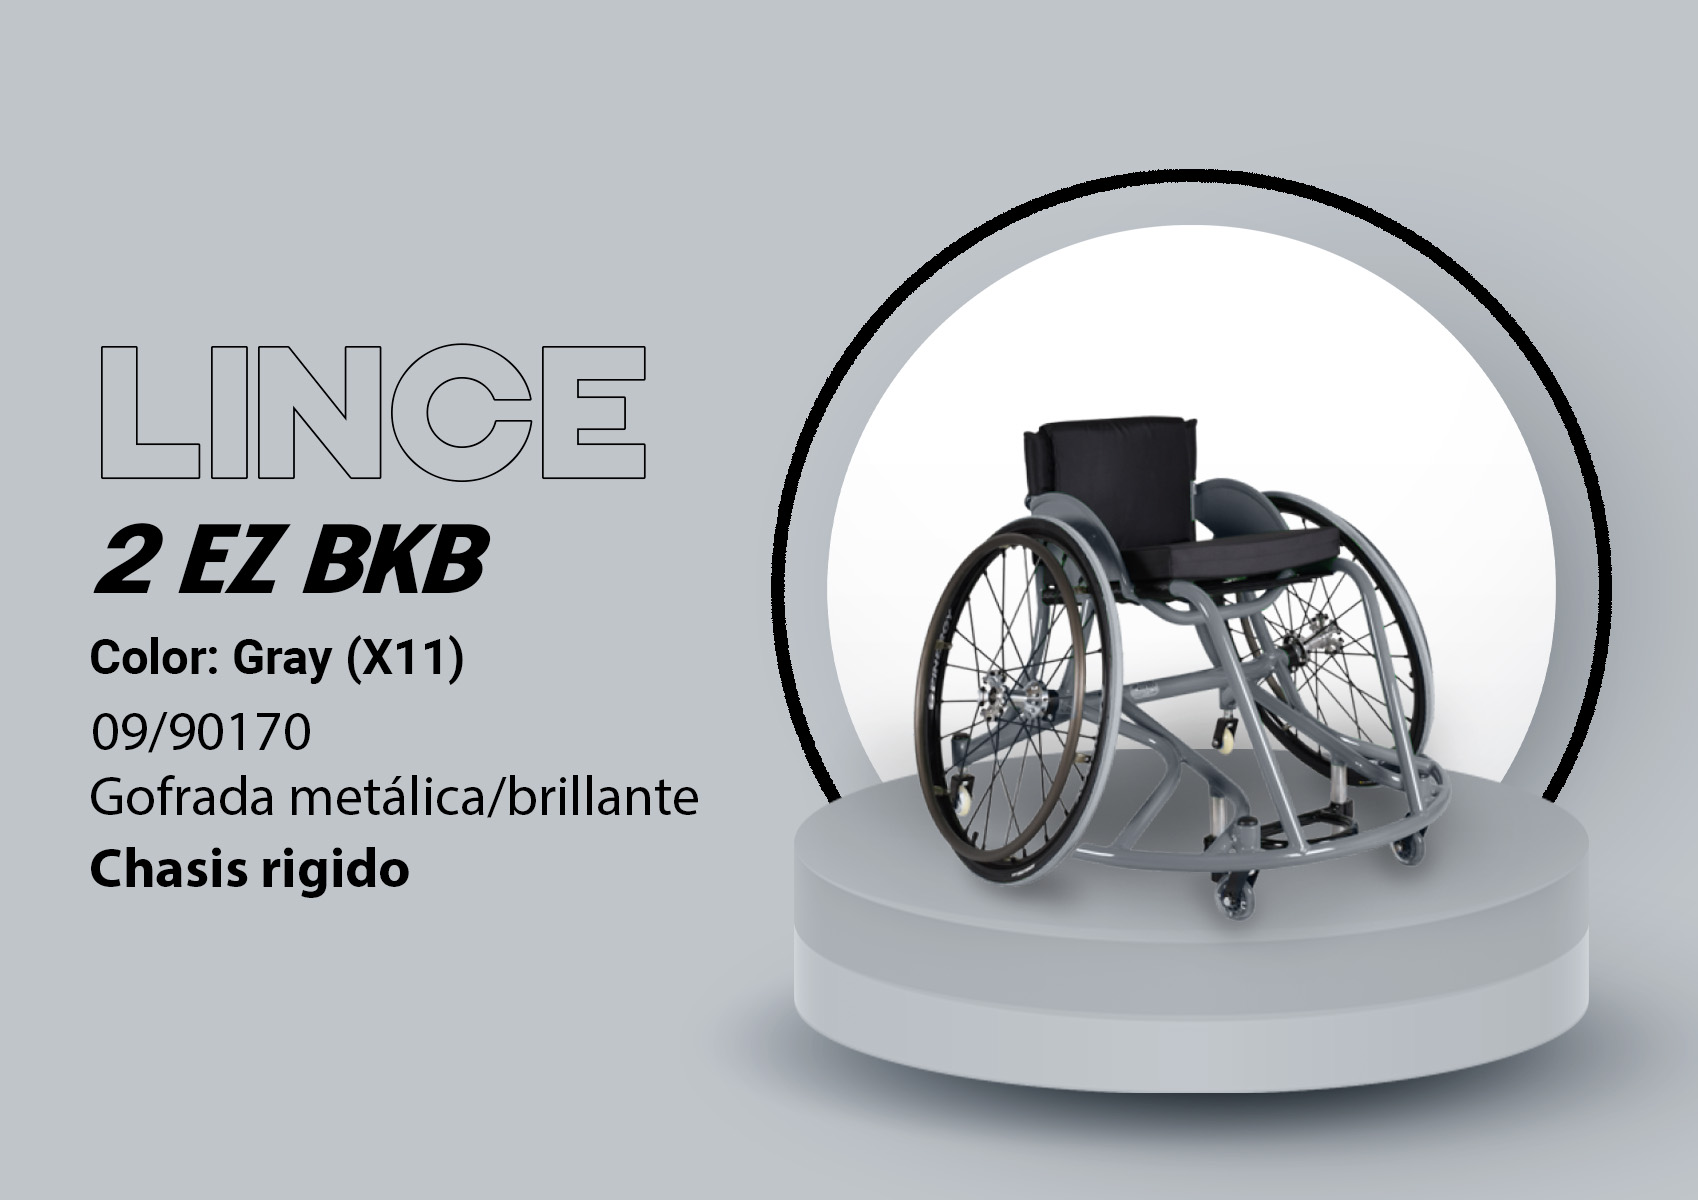 LINCE
2 EZ BKB
Color: Gray (X11)
09/90170
Gofrada metálica/brillante
Chasis rigido